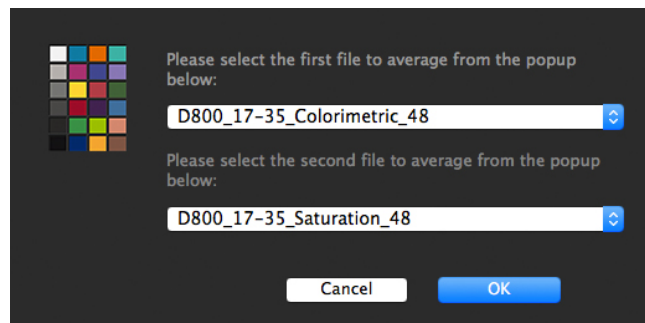 Please select the first file to average from the popup
below:
D800_17-35_Colorimetric_48
Please select the second file to average from the popup
below:
D800_17-35_Saturation_48
Cancel
OK